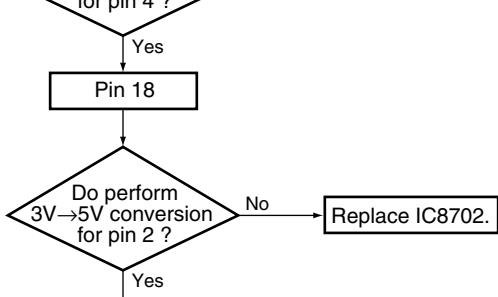 for pin 4 ?
Yes
Pin 18
Do perform
3V→5V conversion
for pin 2 ?
No
Replace IC8702.
Yes